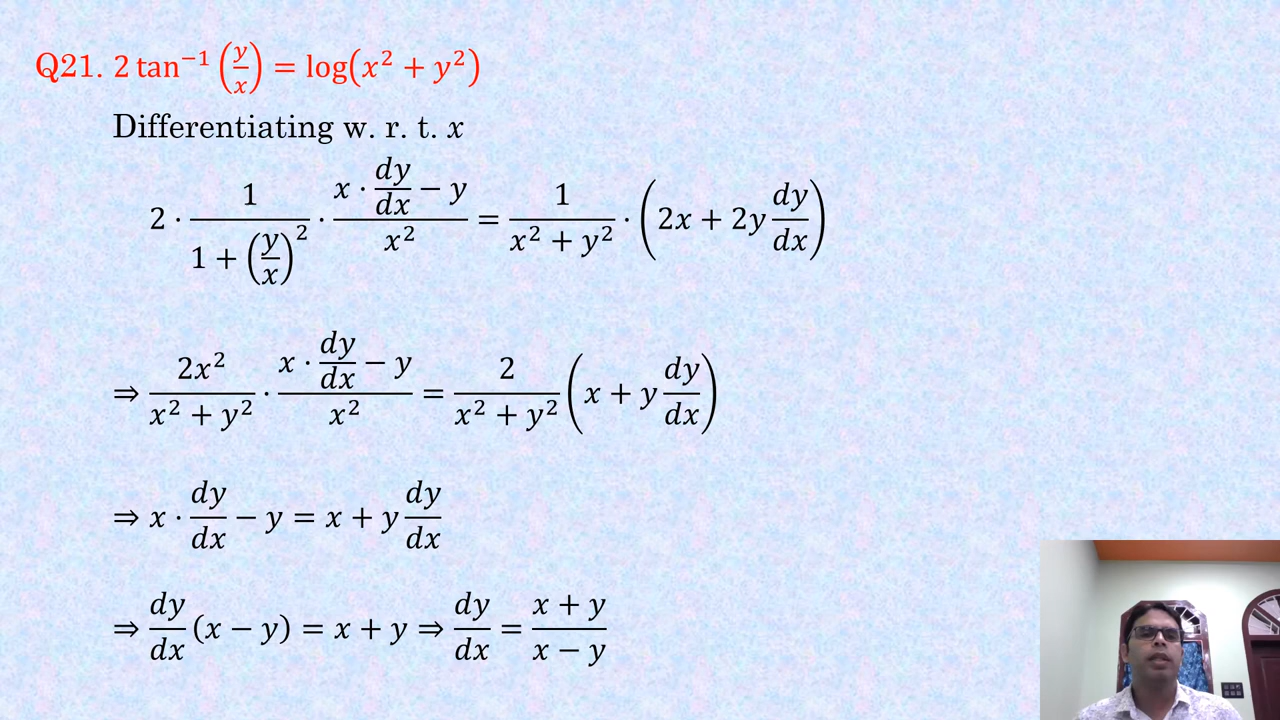 Q21. 2 tan⁻¹(y/x) = log(x² + y²)
Differentiating w. r. t. x
2 · 1/(1 + (y/x)²) · (x · dy/dx − y)/x² = 1/(x² + y²) · (2x + 2y dy/dx)
⇒ 2x²/(x² + y²) · (x · dy/dx − y)/x² = 2/(x² + y²) (x + y dy/dx)
⇒ x · dy/dx − y = x + y dy/dx
⇒ dy/dx (x − y) = x + y ⇒ dy/dx = (x + y)/(x − y)